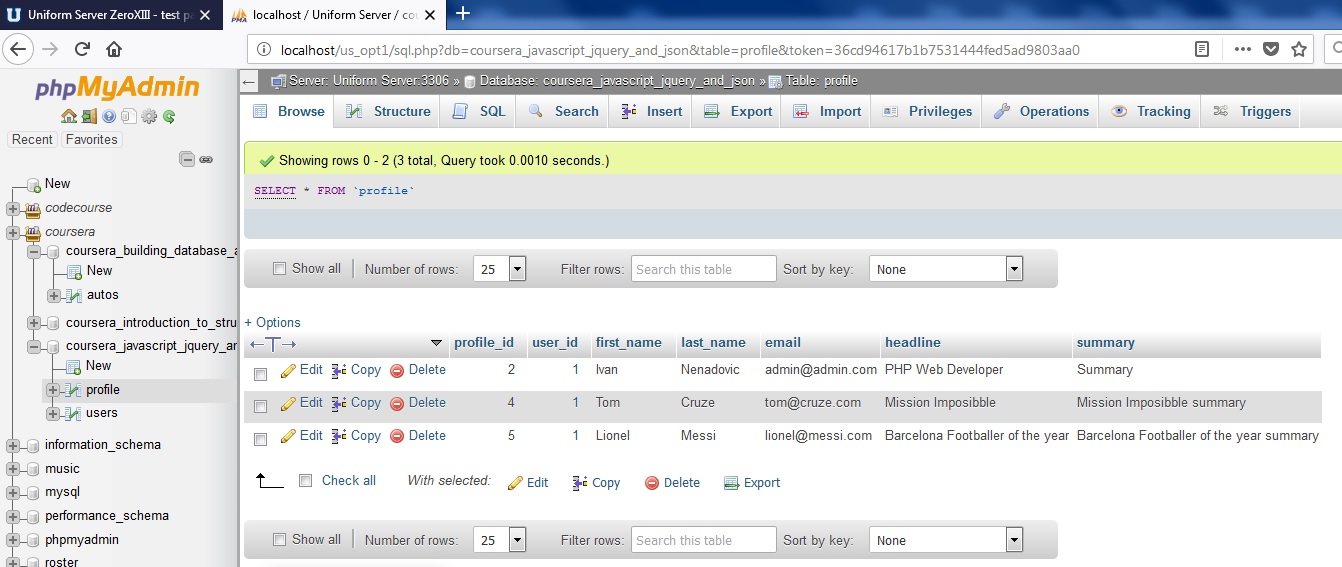 Uniform Server ZeroXIII - test pa
localhost / Uniform Server / cou
localhost/us_opt1/sql.php?db=coursera_javascript_jquery_and_json&table=profile&token=36cd94617b1b7531444fed5ad9803aa0
phpMyAdmin
Recent Favorites
New
codecourse
coursera
coursera_building_database_a
New
autos
coursera_introduction_to_stru
coursera_javascript_jquery_an
New
profile
users
information_schema
music
mysql
performance_schema
phpmyadmin
roster
Server: Uniform Server:3306 » Database: coursera_javascript_jquery_and_json » Table: profile
Browse Structure SQL Search Insert Export Import Privileges Operations Tracking Triggers
Showing rows 0 - 2 (3 total, Query took 0.0010 seconds.)
SELECT * FROM `profile`
Show all Number of rows: 25 Filter rows: Search this table Sort by key: None
+ Options
profile_id user_id first_name last_name email headline summary
Edit Copy Delete 2 1 Ivan Nenadovic admin@admin.com PHP Web Developer Summary
Edit Copy Delete 4 1 Tom Cruze tom@cruze.com Mission Imposibble Mission Imposibble summary
Edit Copy Delete 5 1 Lionel Messi lionel@messi.com Barcelona Footballer of the year Barcelona Footballer of the year summary
Check all With selected: Edit Copy Delete Export
Show all Number of rows: 25 Filter rows: Search this table Sort by key: None